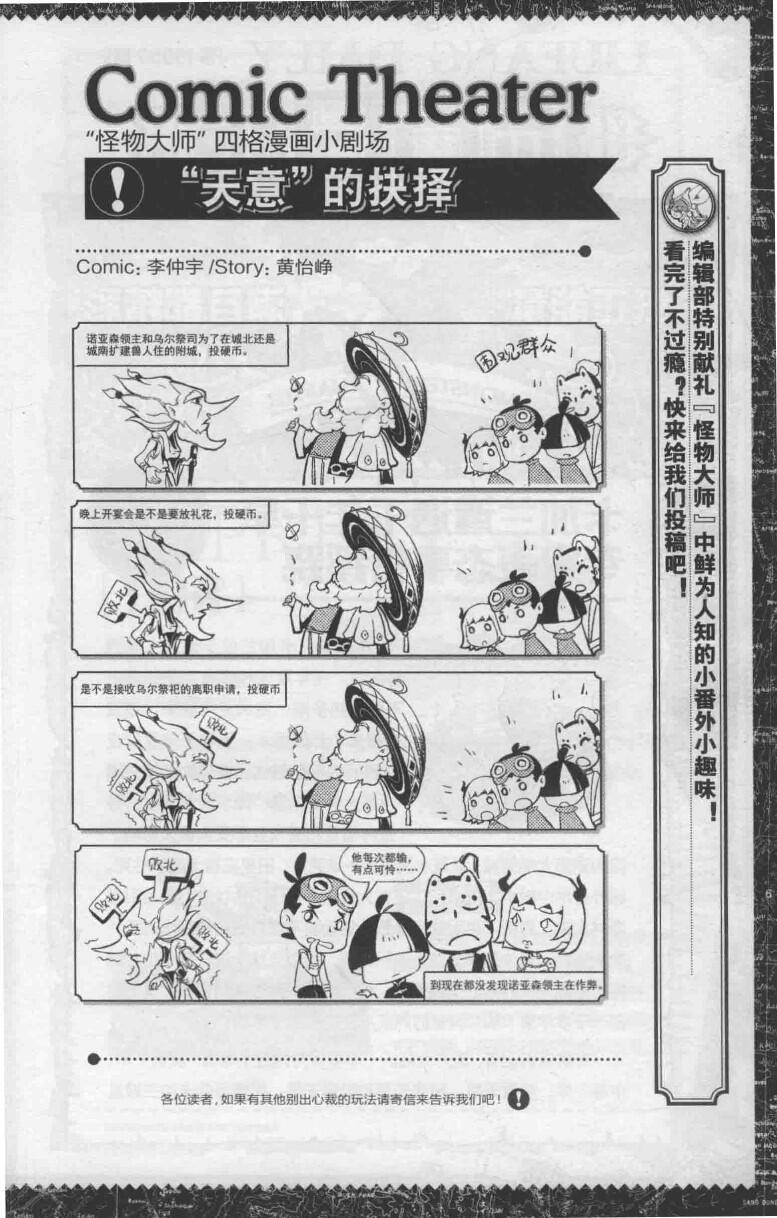 Comic Theater
“怪物大师”四格漫画小剧场
“天意”的抉择
Comic: 李仲宇 /Story: 黄怡峥
诺亚森领主和乌尔祭司为了在城北还是
城南扩建兽人住的附城，投硬币。
围观群众
晚上开宴会是不是要放礼花，投硬币。
败北
是不是接收乌尔祭祀的离职申请，投硬币
败北
败北
败北
败北
败北
他每次都输，
有点可怜……
到现在都没发现诺亚森领主在作弊。
各位读者，如果有其他别出心裁的玩法请寄信来告诉我们吧！
编辑部特别献礼『怪物大师』中鲜为人知的小番外小趣味！
看完了不过瘾？快来给我们投稿吧！
6